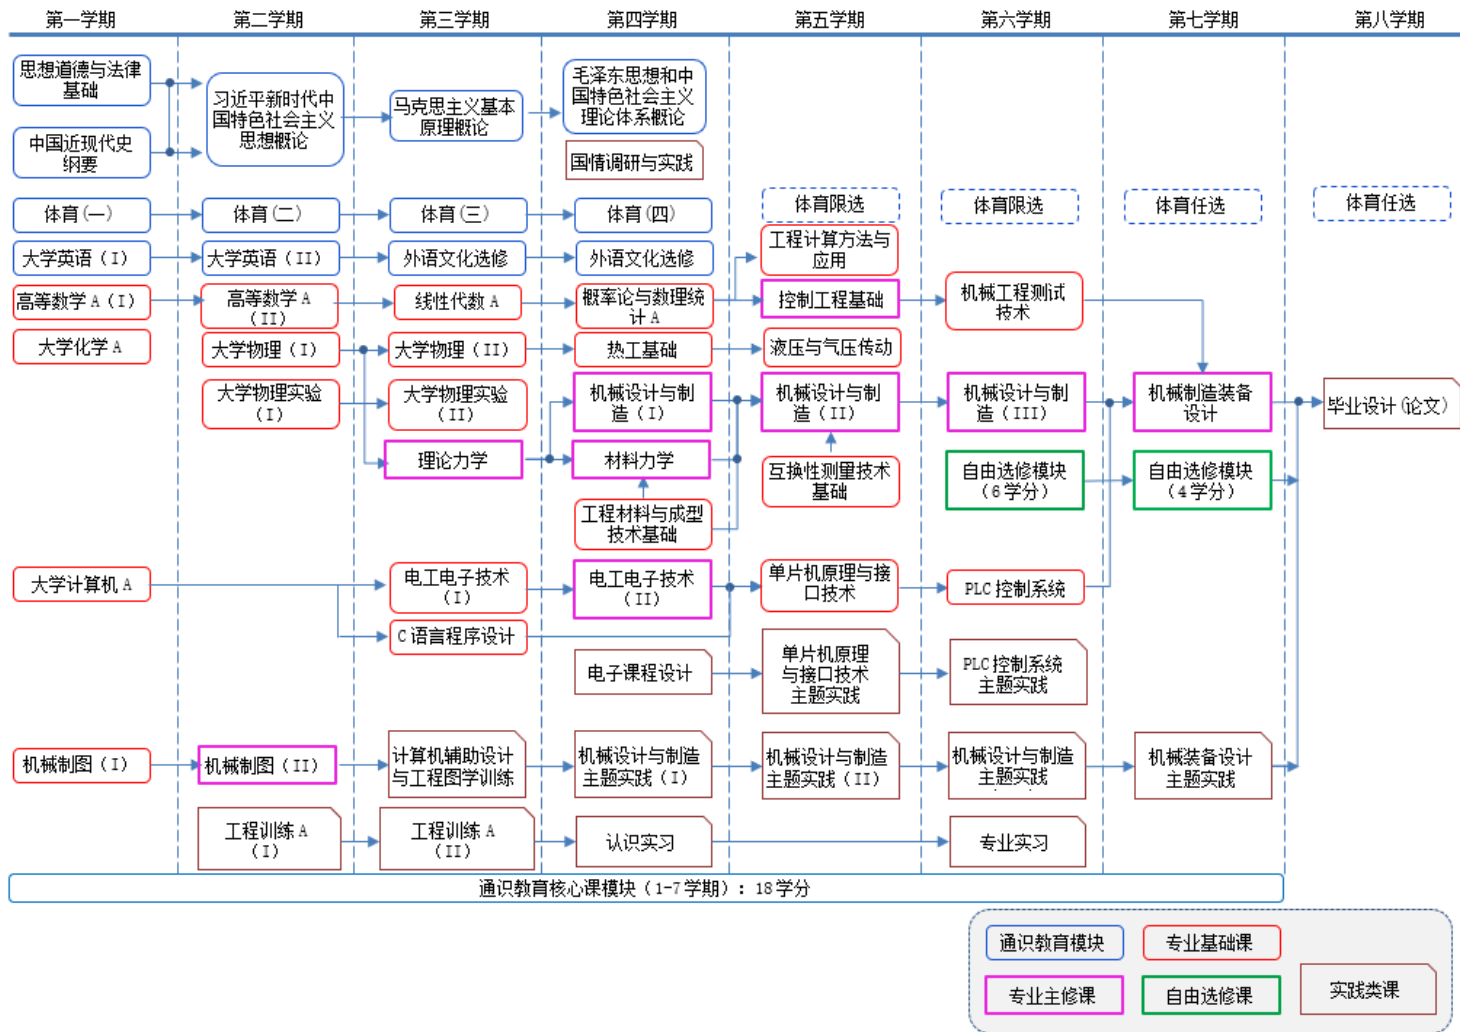 第一学期
第二学期
第三学期
第四学期
第五学期
第六学期
第七学期
第八学期
思想道德与法律
基础
中国近现代史
纲要
习近平新时代中
国特色社会主义
思想概论
马克思主义基本
原理概论
毛泽东思想和中
国特色社会主义
理论体系概论
国情调研与实践
体育(一)
体育(二)
体育(三)
体育(四)
体育限选
体育限选
体育任选
体育任选
大学英语(I)
大学英语(II)
外语文化选修
外语文化选修
工程计算方法与
应用
高等数学A(I)
高等数学A
(II)
线性代数A
概率论与数理统
计A
控制工程基础
机械工程测试
技术
大学化学A
大学物理(I)
大学物理(II)
热工基础
液压与气压传动
大学物理实验
(I)
大学物理实验
(II)
机械设计与制
造(I)
机械设计与制
造(II)
机械设计与制
造(III)
机械制造装备
设计
毕业设计(论文)
理论力学
材料力学
互换性测量技术
基础
自由选修模块
(6学分)
自由选修模块
(4学分)
工程材料与成型
技术基础
大学计算机A
电工电子技术
(I)
电工电子技术
(II)
单片机原理与接
口技术
PLC控制系统
C语言程序设计
电子课程设计
单片机原理
与接口技术
主题实践
PLC控制系统
主题实践
机械制图(I)
机械制图(II)
计算机辅助设计
与工程图学训练
机械设计与制造
主题实践(I)
机械设计与制造
主题实践(II)
机械设计与制造
主题实践
机械装备设计
主题实践
工程训练A
(I)
工程训练A
(II)
认识实习
专业实习
通识教育核心课模块(1-7学期):18学分
通识教育模块
专业基础课
专业主修课
自由选修课
实践类课